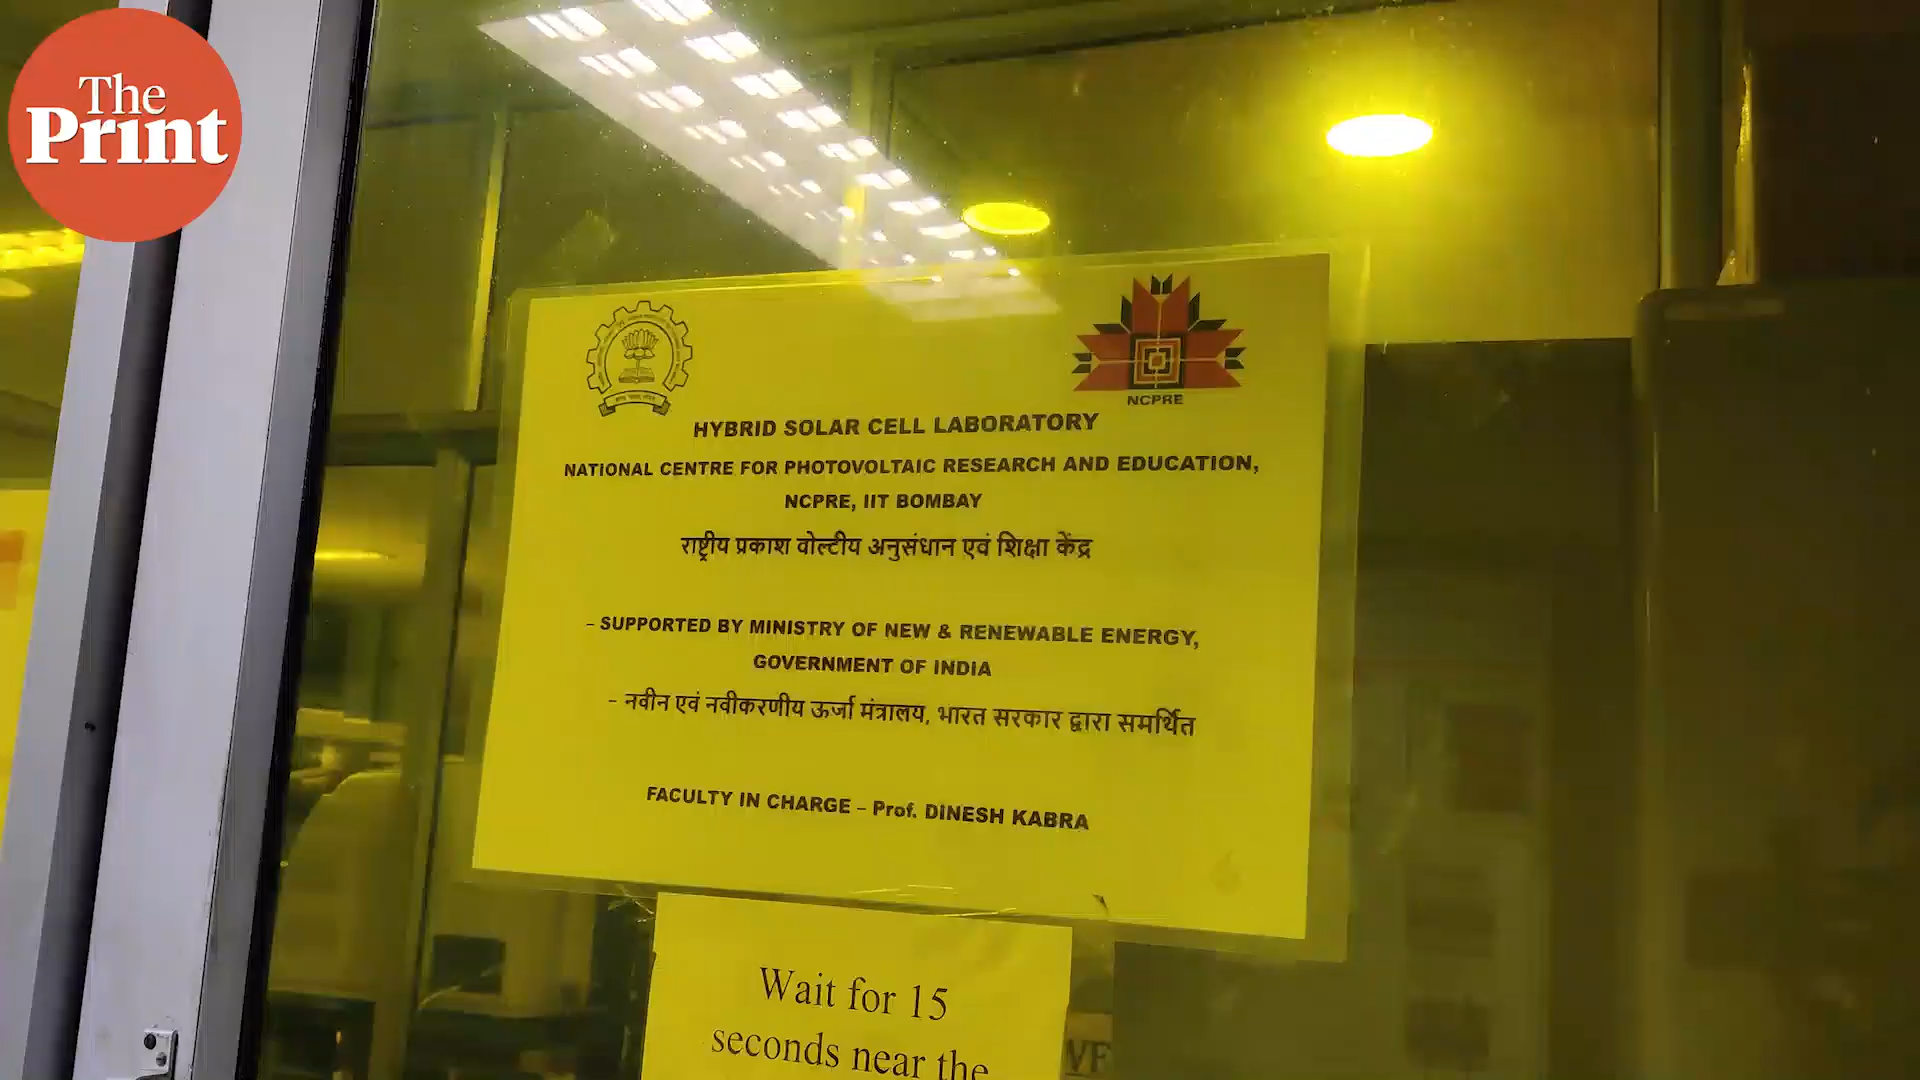 The
Print
NCPRE
HYBRID SOLAR CELL LABORATORY
NATIONAL CENTRE FOR PHOTOVOLTAIC RESEARCH AND EDUCATION,
NCPRE, IIT BOMBAY
राष्ट्रीय प्रकाश वोल्टीय अनुसंधान एवं शिक्षा केंद्र
– SUPPORTED BY MINISTRY OF NEW & RENEWABLE ENERGY,
GOVERNMENT OF INDIA
– नवीन एवं नवीकरणीय ऊर्जा मंत्रालय, भारत सरकार द्वारा समर्थित
FACULTY IN CHARGE – Prof. DINESH KABRA
Wait for 15
seconds near the